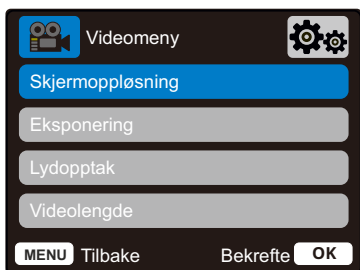 Videomeny
Skjermoppløsning
Eksponering
Lydopptak
Videolengde
MENU Tilbake Bekrefte OK